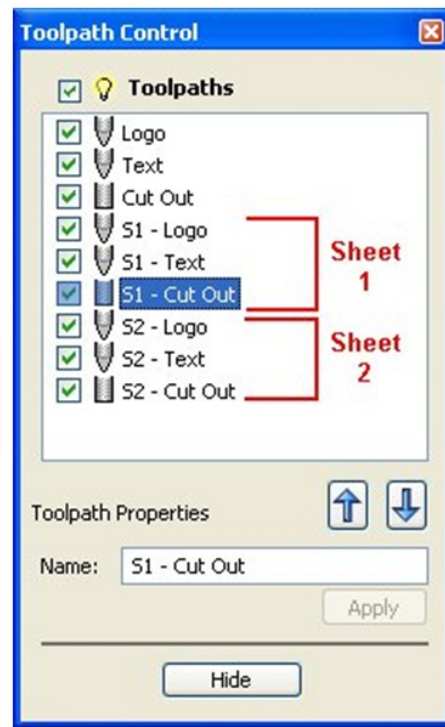 Toolpath Control
Toolpaths
Logo
Text
Cut Out
S1 - Logo
S1 - Text
S1 - Cut Out
S2 - Logo
S2 - Text
S2 - Cut Out
Sheet
1
Sheet
2
Toolpath Properties
Name: S1 - Cut Out
Apply
Hide